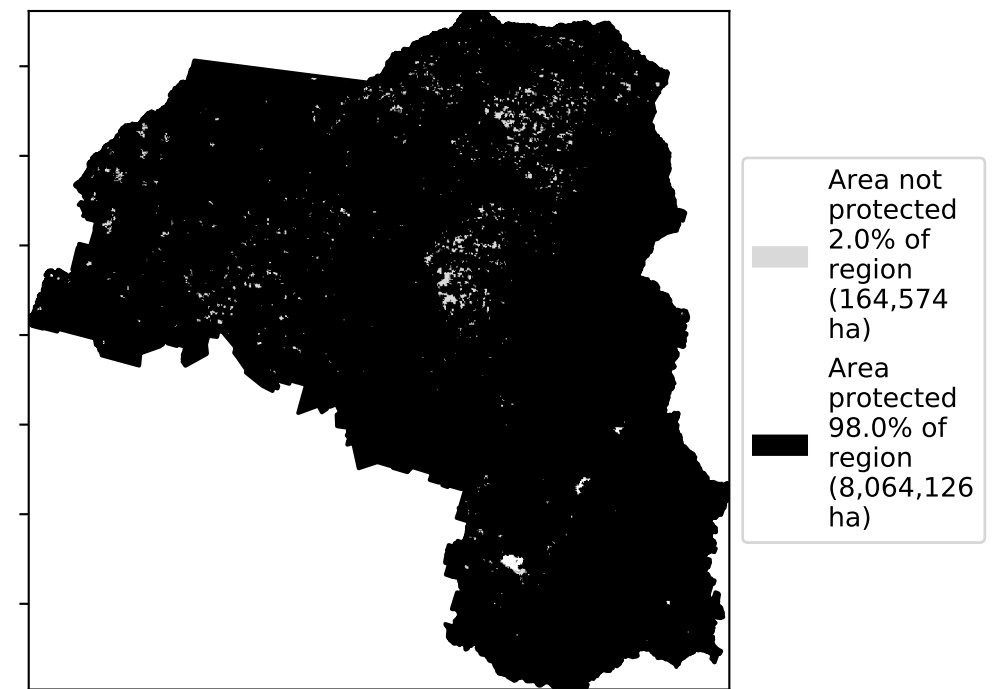 Area not
protected
2.0% of
region
(164,574
ha)
Area
protected
98.0% of
region
(8,064,126
ha)